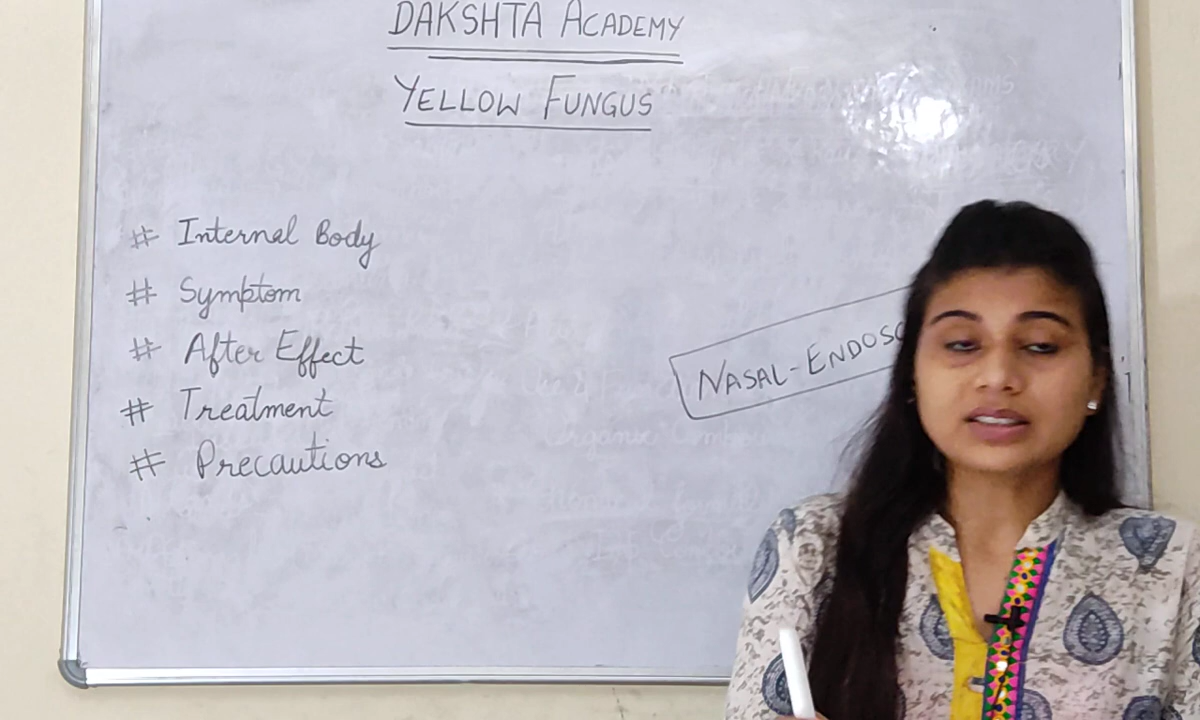 DAKSHTA ACADEMY
YELLOW FUNGUS
# Internal Body
# Symptom
# After Effect
# Treatment
# Precautions
NASAL-ENDOSC